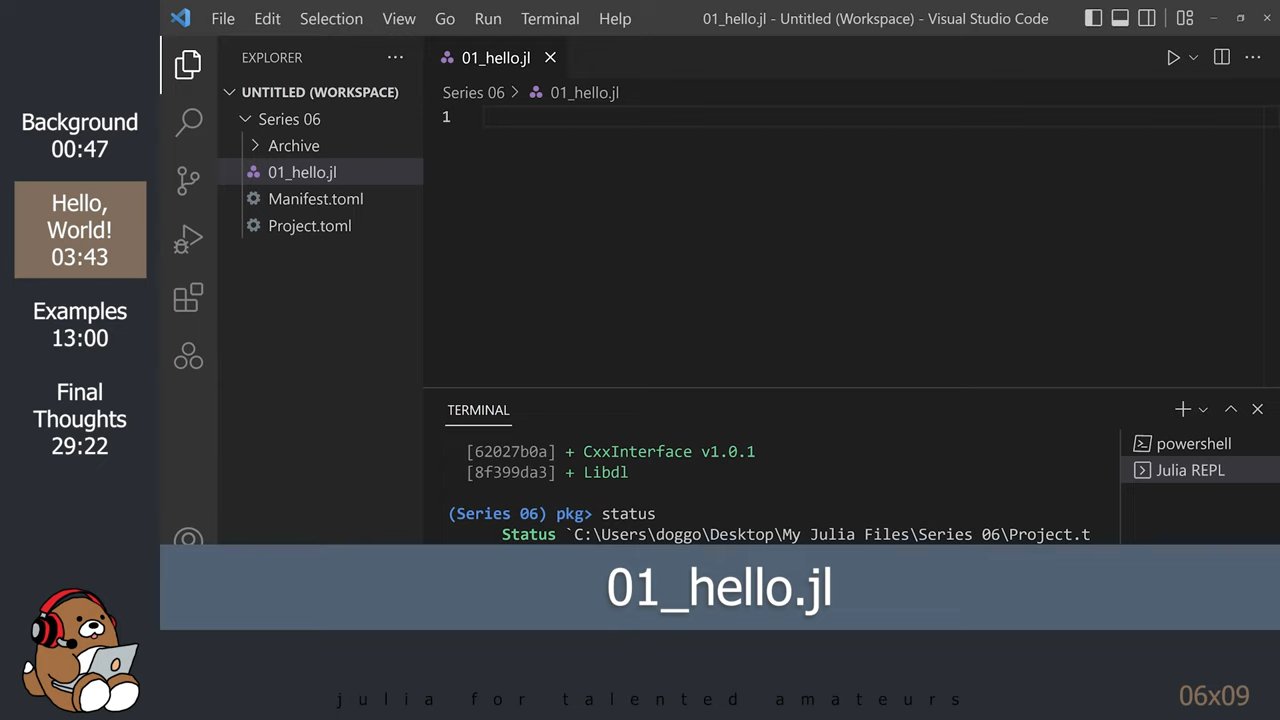 Background
00:47
Hello,
World!
03:43
Examples
13:00
Final
Thoughts
29:22
File Edit Selection View Go Run Terminal Help
01_hello.jl - Untitled (Workspace) - Visual Studio Code
EXPLORER
UNTITLED (WORKSPACE)
Series 06
Archive
01_hello.jl
Manifest.toml
Project.toml
01_hello.jl
Series 06 > 01_hello.jl
1
TERMINAL
[62027b0a] + CxxInterface v1.0.1
[8f399da3] + Libdl
(Series 06) pkg> status
Status `C:\Users\doggo\Desktop\My Julia Files\Series 06\Project.t
powershell
Julia REPL
01_hello.jl
julia for talented amateurs
06x09